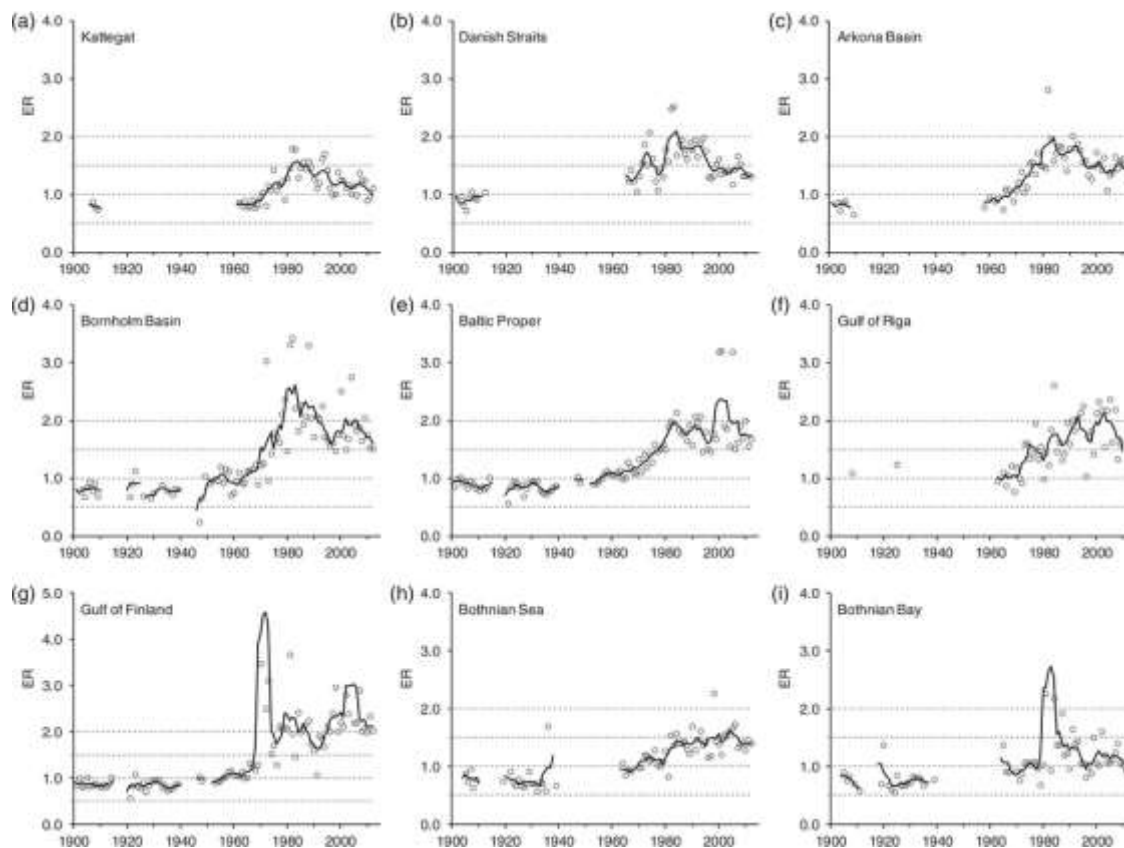 (a) Kattegat
4.0
3.0
ER
2.0
1.0
0.0
1900 1920 1940 1960 1980 2000
(b) Danish Straits
4.0
3.0
ER
2.0
1.0
0.0
1900 1920 1940 1960 1980 2000
(c) Arkona Basin
4.0
3.0
ER
2.0
1.0
0.0
1900 1920 1940 1960 1980 2000
(d) Bornholm Basin
4.0
3.0
ER
2.0
1.0
0.0
1900 1920 1940 1960 1980 2000
(e) Baltic Proper
4.0
3.0
ER
2.0
1.0
0.0
1900 1920 1940 1960 1980 2000
(f) Gulf of Riga
4.0
3.0
ER
2.0
1.0
0.0
1900 1920 1940 1960 1980 2000
(g) Gulf of Finland
5.0
4.0
3.0
ER
2.0
1.0
0.0
1900 1920 1940 1960 1980 2000
(h) Bothnian Sea
4.0
3.0
ER
2.0
1.0
0.0
1900 1920 1940 1960 1980 2000
(i) Bothnian Bay
4.0
3.0
ER
2.0
1.0
0.0
1900 1920 1940 1960 1980 2000